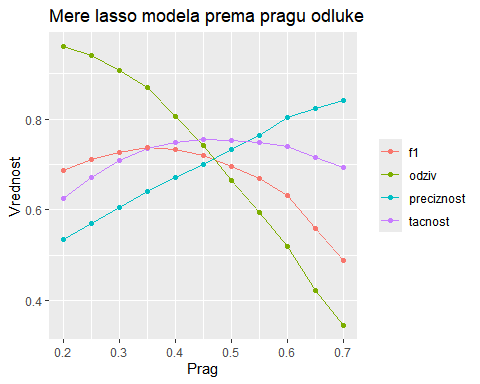 Mere lasso modela prema pragu odluke
Vrednost
0.8
0.6
0.4
0.2 0.3 0.4 0.5 0.6 0.7
Prag
f1
odziv
preciznost
tacnost